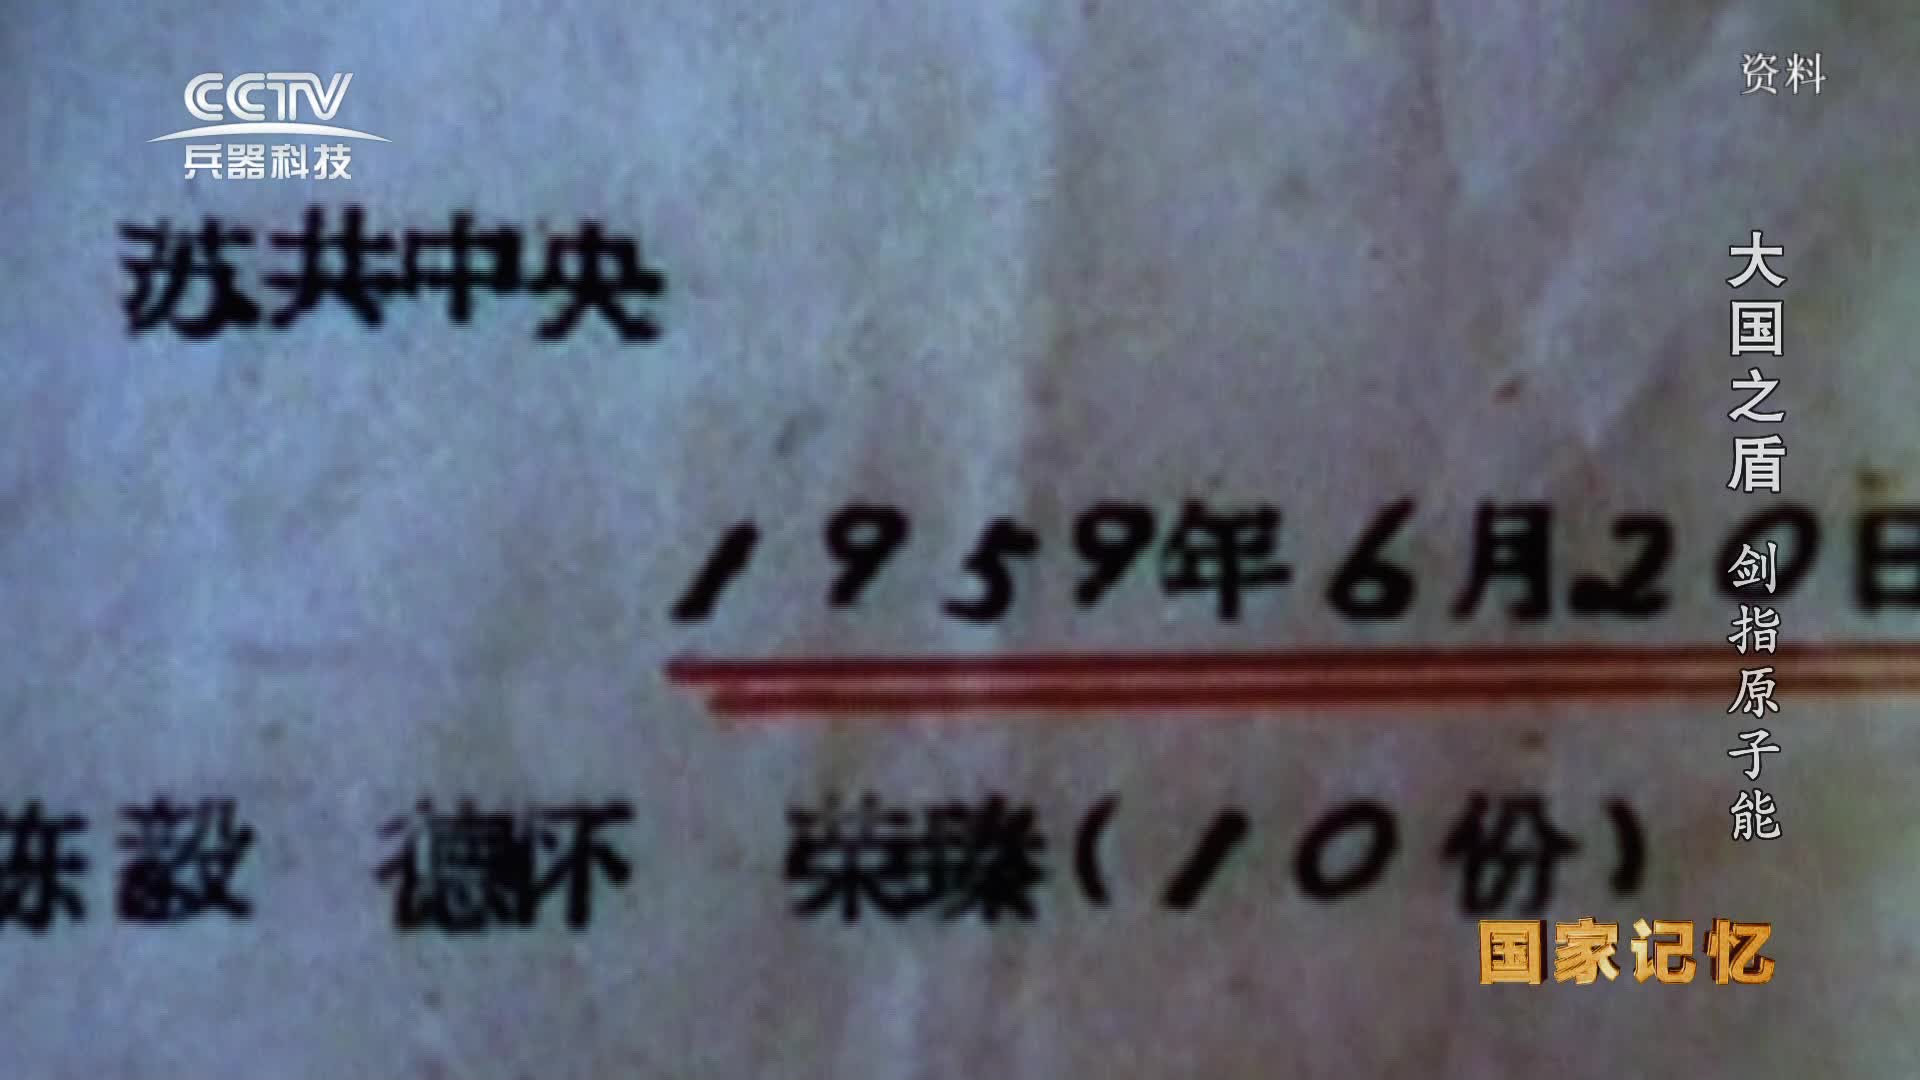 CCTV
兵器科技
资料
苏共中央
1959年6月20日
陈毅 德怀 荣臻(10份)
大国之盾 剑指原子能
国家记忆